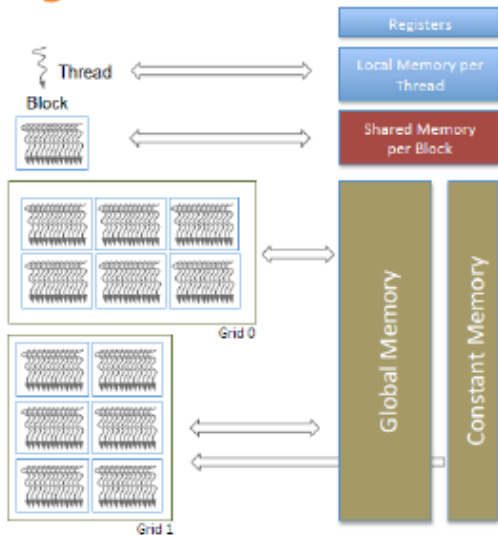 Registers
Thread
Local Memory per
Thread
Block
Shared Memory
per Block
Grid 0
Global Memory
Constant Memory
Grid 1